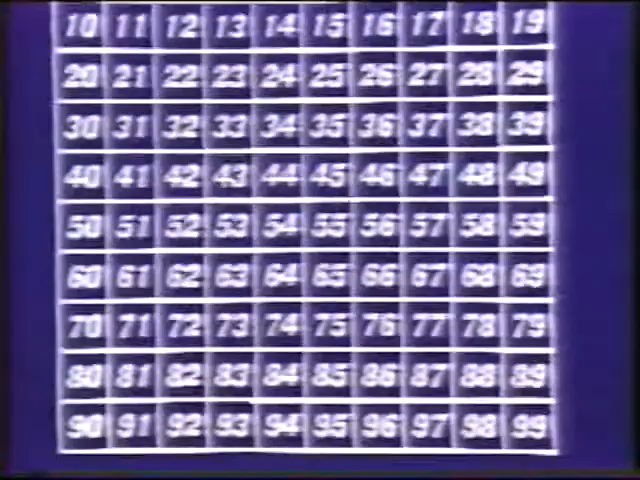 10 11 12 13 14 15 16 17 18 19
20 21 22 23 24 25 26 27 28 29
30 31 32 33 34 35 36 37 38 39
40 41 42 43 44 45 46 47 48 49
50 51 52 53 54 55 56 57 58 59
60 61 62 63 64 65 66 67 68 69
70 71 72 73 74 75 76 77 78 79
80 81 82 83 84 85 86 87 88 89
90 91 92 93 94 95 96 97 98 99